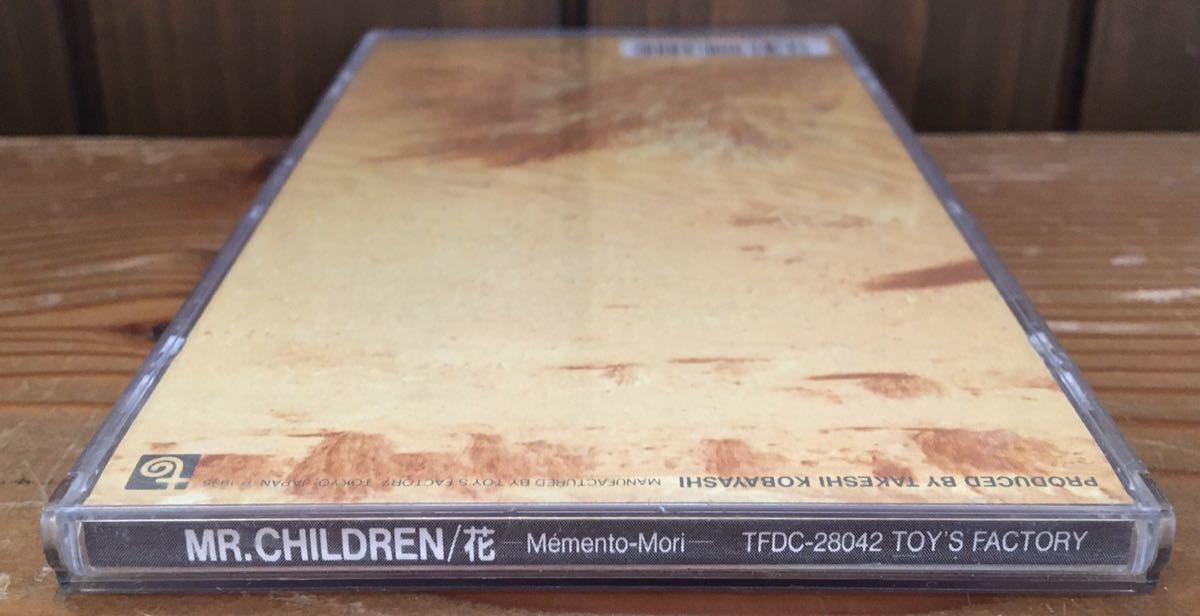 PRODUCED BY TAKESHI KOBAYASHI
MANUFACTURED BY TOY'S FACTORY, TOKYO, JAPAN ℗ 1996
MR.CHILDREN/花 —Mémento-Mori— TFDC-28042 TOY'S FACTORY